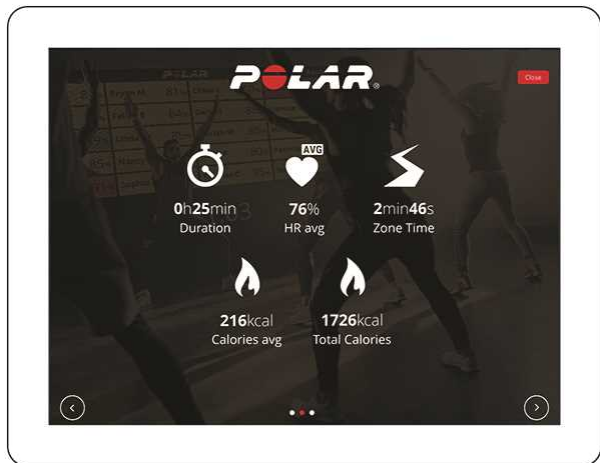 POLAR®
Close
AVG
0h25min
Duration
76%
HR avg
2min46s
Zone Time
216kcal
Calories avg
1726kcal
Total Calories